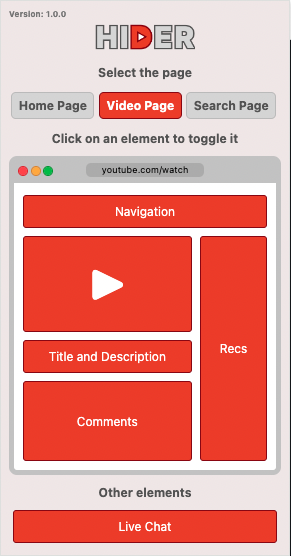 Version: 1.0.0
HIDER
Select the page
Home Page Video Page Search Page
Click on an element to toggle it
youtube.com/watch
Navigation
Recs
Title and Description
Comments
Other elements
Live Chat